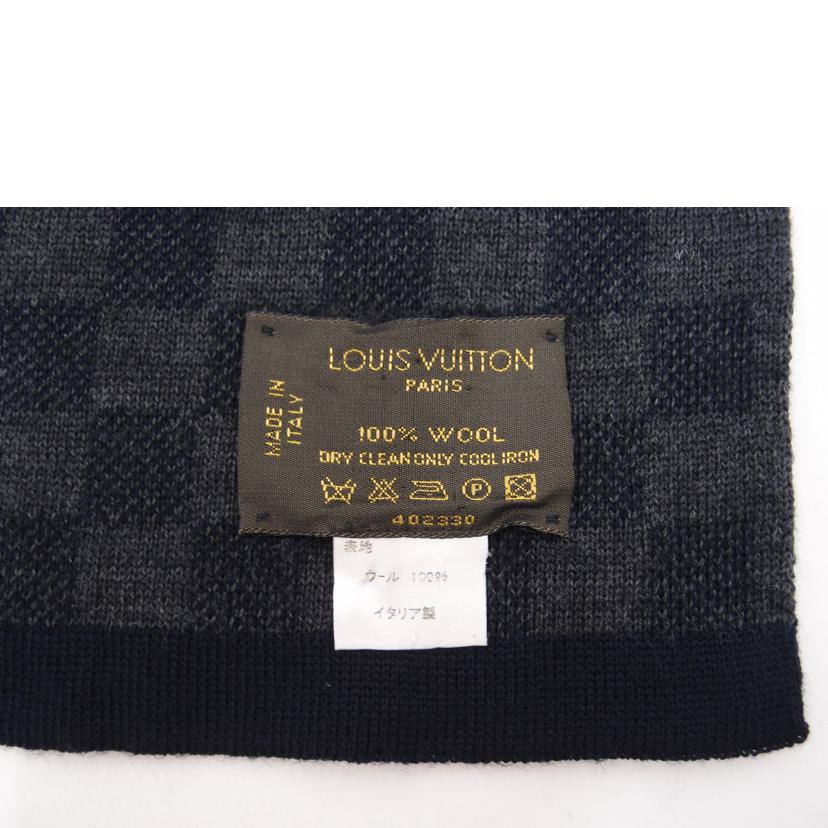 LOUIS VUITTON
PARIS
MADE IN
ITALY
100% WOOL
DRY CLEAN ONLY COOL IRON
P
402330
表地
ウール 100%
イタリア製